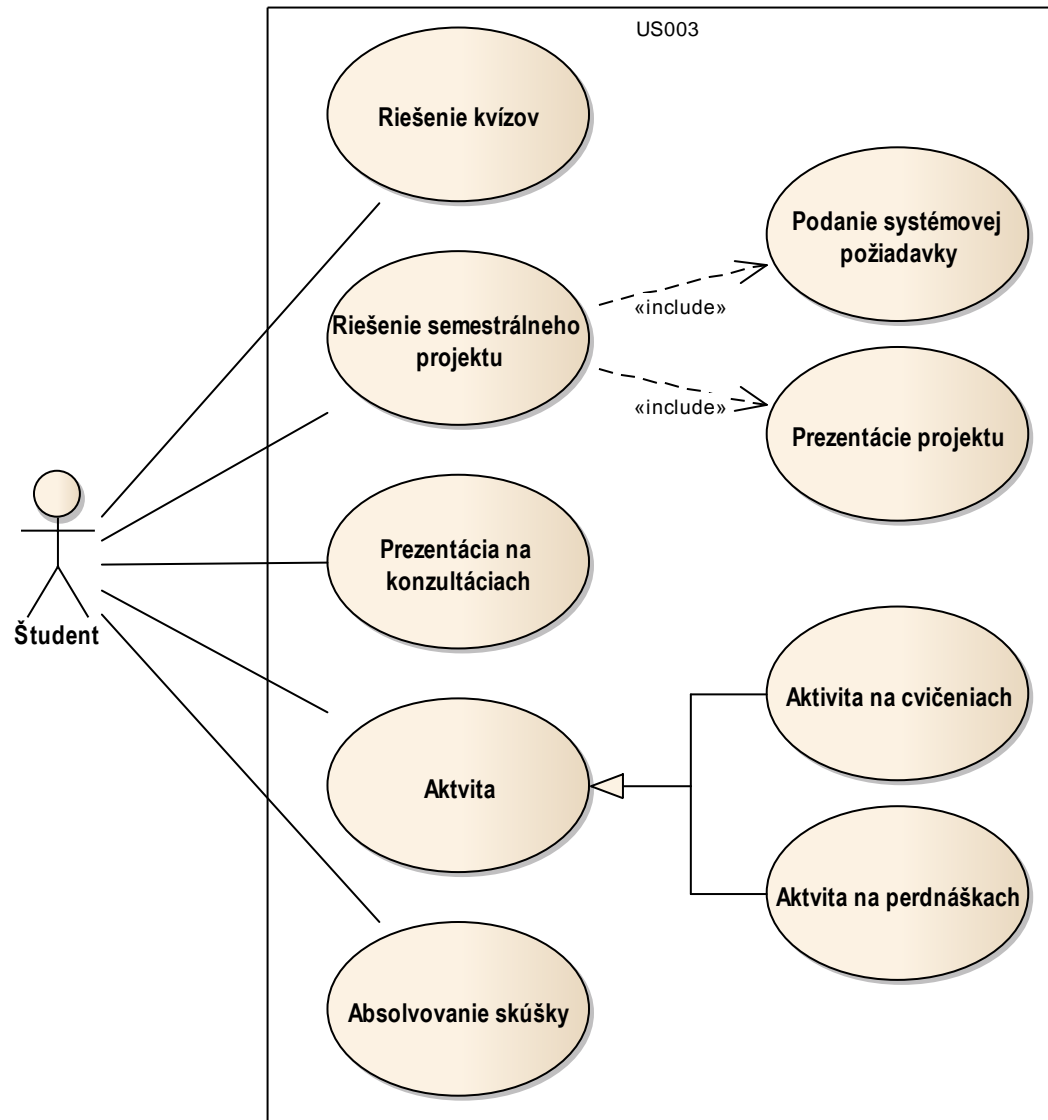 US003
Riešenie kvízov
Podanie systémovej
požiadavky
Riešenie semestrálneho
projektu
«include»
«include»
Prezentácie projektu
Prezentácia na
konzultáciach
Študent
Aktivita na cvičeniach
Aktvita
Aktvita na perdnáškach
Absolvovanie skúšky